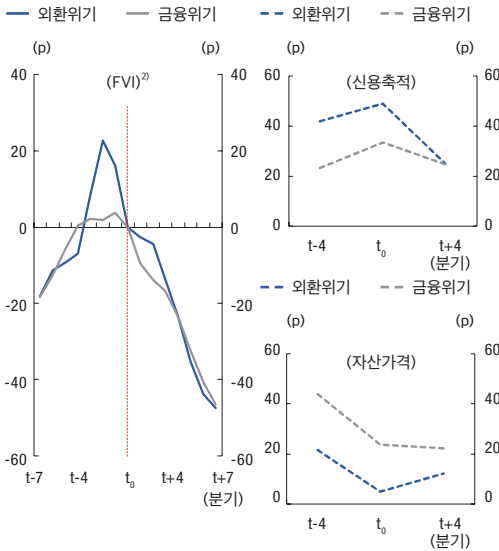 외환위기 금융위기
(p) (p)
(FVI)2)
40 40
20 20
0 0
-20 -20
-40 -40
-60 -60
t-7 t-4 t0 t+4 t+7
(분기)
외환위기 금융위기
(p) (p)
(신용축적)
60 60
40 40
20 20
0 0
t-4 t0 t+4
(분기)
외환위기 금융위기
(p) (p)
(자산가격)
60 60
40 40
20 20
0 0
t-4 t0 t+4
(분기)